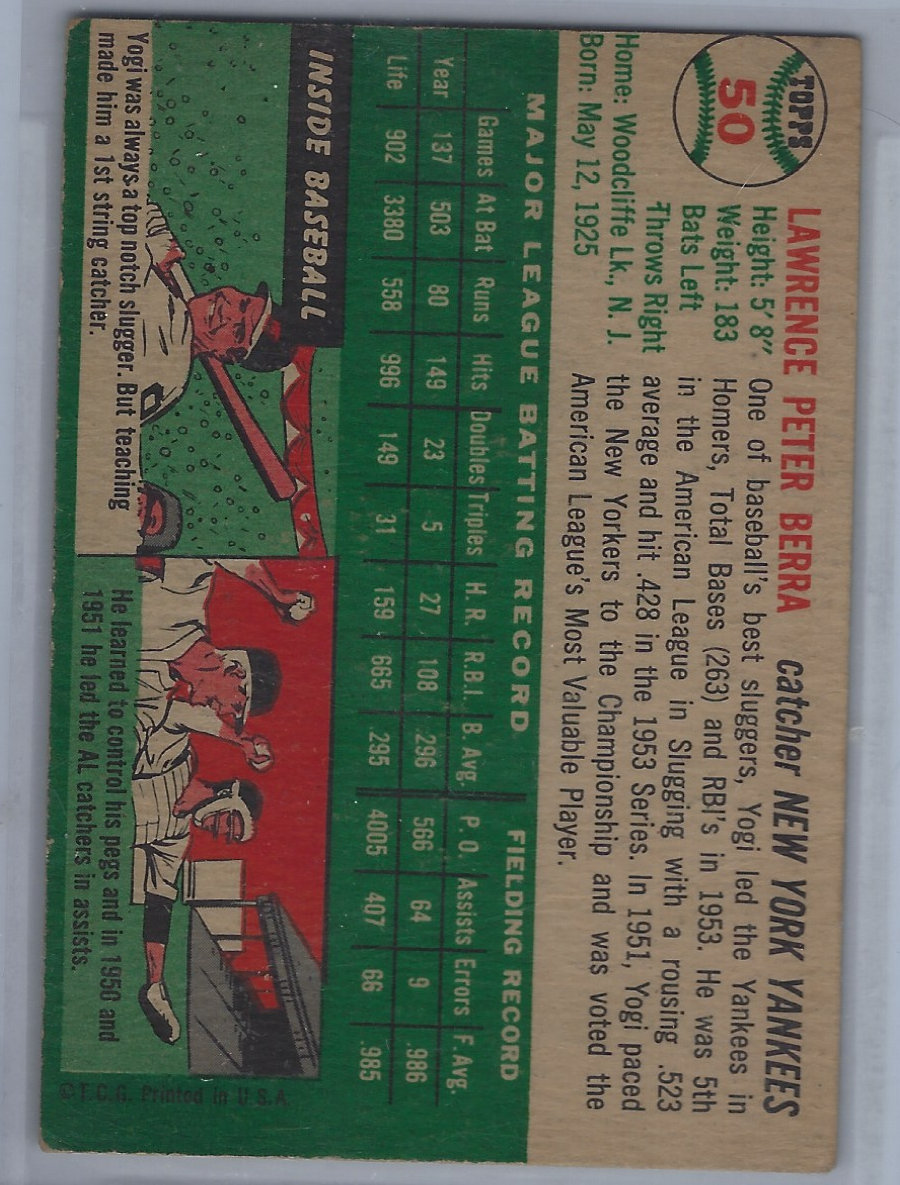 TOPPS
50
LAWRENCE PETER BERRA catcher NEW YORK YANKEES
Height: 5' 8"
Weight: 183
Bats Left
Throws Right
Home: Woodcliffe Lk., N. J.
Born: May 12, 1925
One of baseball's best sluggers, Yogi led the Yankees in
Homers, Total Bases (263) and RBI's in 1953. He was 5th
in the American League in Slugging with a rousing .523
average and hit .428 in the 1953 Series. In 1951, Yogi paced
the New Yorkers to the Championship and was voted the
American League's Most Valuable Player.
MAJOR LEAGUE BATTING RECORD FIELDING RECORD
Games At Bat Runs Hits Doubles Triples H. R. R.B.I. B. Avg. P. O. Assists Errors F. Avg.
Year 137 503 80 149 23 5 27 108 .296 566 64 9 .986
Life 902 3380 558 996 149 31 159 665 .295 4005 407 66 .985
INSIDE BASEBALL
Yogi was always a top notch slugger. But teaching
made him a 1st string catcher.
He learned to control his pegs and in 1950 and
1951 he led the AL catchers in assists.
©T.C.G. Printed in U.S.A.